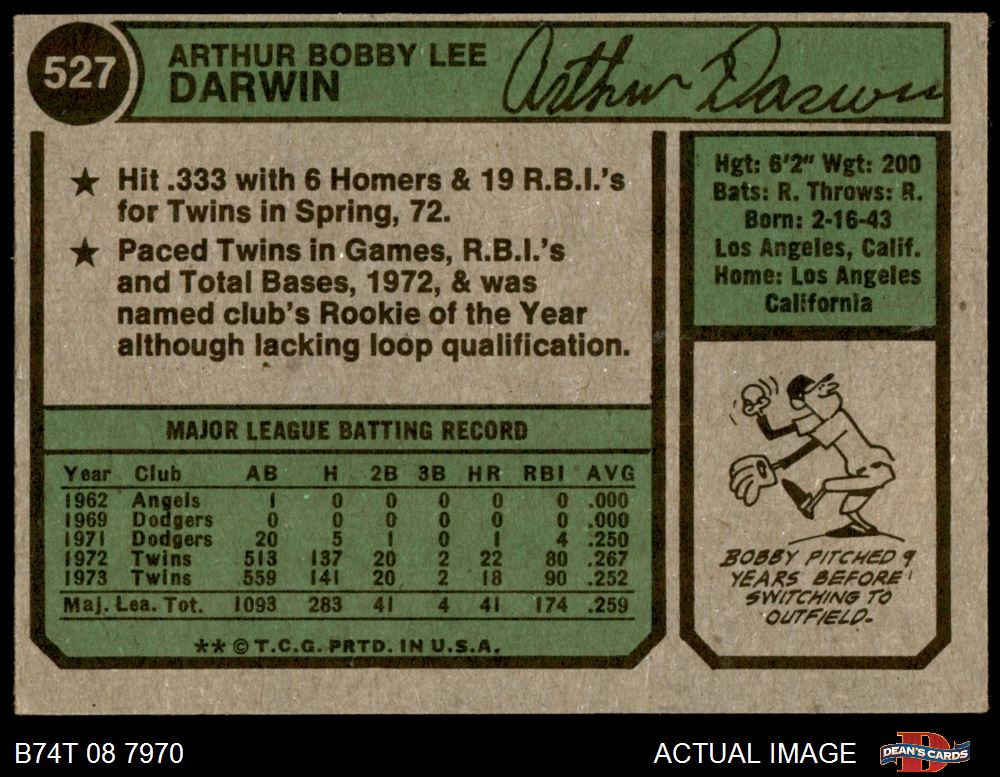 527
ARTHUR BOBBY LEE
DARWIN
Arthur Darwin
★ Hit .333 with 6 Homers & 19 R.B.I.'s
for Twins in Spring, 72.
★ Paced Twins in Games, R.B.I.'s
and Total Bases, 1972, & was
named club's Rookie of the Year
although lacking loop qualification.
MAJOR LEAGUE BATTING RECORD
Year Club AB H 2B 3B HR RBI AVG
1962 Angels 1 0 0 0 0 0 .000
1969 Dodgers 0 0 0 0 0 0 .000
1971 Dodgers 20 5 1 0 1 4 .250
1972 Twins 513 137 20 2 22 80 .267
1973 Twins 559 141 20 2 18 90 .252
Maj. Lea. Tot. 1093 283 41 4 41 174 .259
** © T.C.G. PRTD. IN U.S.A.
Hgt: 6'2" Wgt: 200
Bats: R. Throws: R.
Born: 2-16-43
Los Angeles, Calif.
Home: Los Angeles
California
BOBBY PITCHED 9
YEARS BEFORE
SWITCHING TO
OUTFIELD.
B74T 08 7970
ACTUAL IMAGE
DEAN'S CARDS